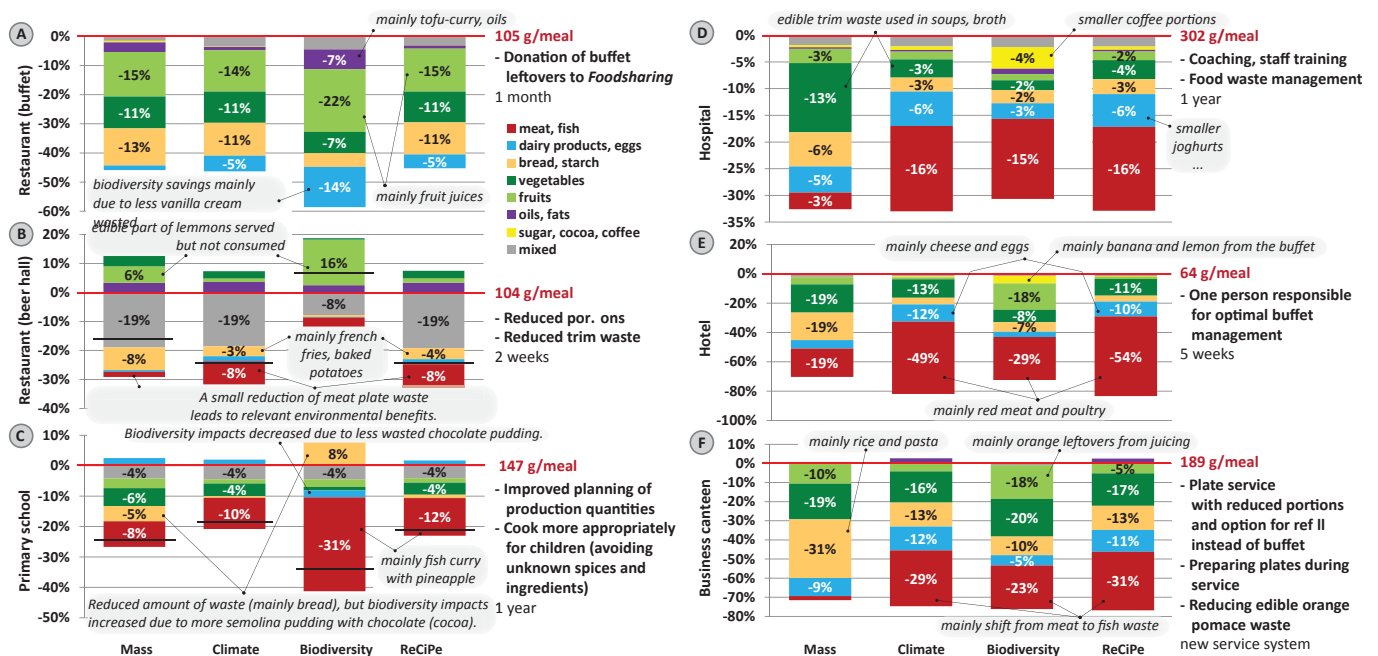 A
Restaurant (buffet)
0%
-10%
-20%
-30%
-40%
-50%
-60%
-15%
-11%
-13%
-14%
-11%
-11%
-5%
-7%
-22%
-7%
-14%
-15%
-11%
-11%
-5%
mainly tofu-curry, oils
biodiversity savings mainly
due to less vanilla cream
wasted
mainly fruit juices
105 g/meal
- Donation of buffet
leftovers to Foodsharing
1 month
meat, fish
dairy products, eggs
bread, starch
vegetables
fruits
oils, fats
sugar, cocoa, coffee
mixed
B
Restaurant (beer hall)
20%
10%
0%
-10%
-20%
-30%
-40%
edible part of lemmons served
but not consumed
6%
-19%
-8%
-19%
-3%
-8%
16%
-8%
-19%
-4%
-8%
mainly french
fries, baked
potatoes
A small reduction of meat plate waste
leads to relevant environmental benefits.
104 g/meal
- Reduced por. ons
- Reduced trim waste
2 weeks
C
Primary school
10%
0%
-10%
-20%
-30%
-40%
-50%
Biodiversity impacts decreased due to less wasted chocolate pudding.
-4%
-6%
-5%
-8%
-4%
-4%
-10%
8%
-4%
-31%
-4%
-4%
-12%
mainly fish curry
with pineapple
Reduced amount of waste (mainly bread), but biodiversity impacts
increased due to more semolina pudding with chocolate (cocoa).
147 g/meal
- Improved planning of
production quantities
- Cook more appropriately
for children (avoiding
unknown spices and
ingredients)
1 year
Mass
Climate
Biodiversity
ReCiPe
D
Hospital
0%
-5%
-10%
-15%
-20%
-25%
-30%
-35%
edible trim waste used in soups, broth
smaller coffee portions
-3%
-13%
-6%
-5%
-3%
-3%
-3%
-6%
-16%
-4%
-2%
-2%
-3%
-15%
-2%
-4%
-3%
-6%
-16%
smaller
joghurts
...
302 g/meal
- Coaching, staff training
- Food waste management
1 year
E
Hotel
20%
0%
-20%
-40%
-60%
-80%
-100%
mainly cheese and eggs
mainly banana and lemon from the buffet
-19%
-19%
-19%
-13%
-12%
-49%
-18%
-8%
-7%
-29%
-11%
-10%
-54%
mainly red meat and poultry
64 g/meal
- One person responsible
for optimal buffet
management
5 weeks
F
Business canteen
10%
0%
-10%
-20%
-30%
-40%
-50%
-60%
-70%
-80%
mainly rice and pasta
mainly orange leftovers from juicing
-10%
-19%
-31%
-9%
-16%
-13%
-12%
-29%
-18%
-20%
-10%
-5%
-23%
-5%
-17%
-13%
-11%
-31%
mainly shift from meat to fish waste
189 g/meal
- Plate service
with reduced portions
and option for ref ll
instead of buffet
- Preparing plates during
service
- Reducing edible orange
pomace waste
new service system
Mass
Climate
Biodiversity
ReCiPe